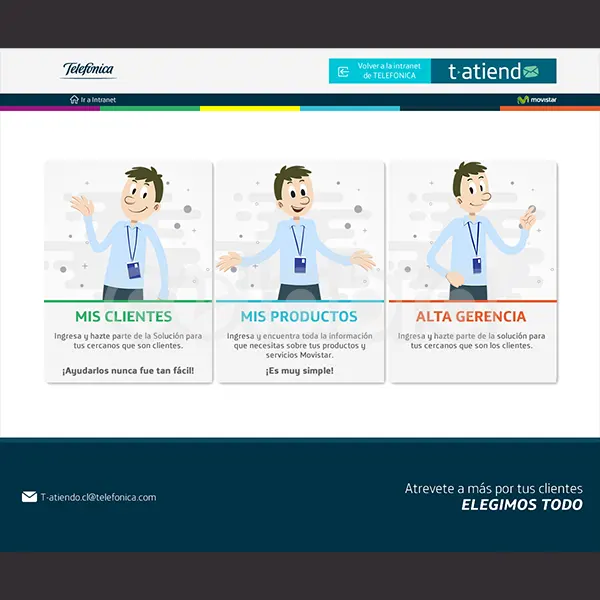 Telefónica
Volver a la intranet
de TELEFONICA
t·atiend
Ir a Intranet
movistar
MIS CLIENTES
Ingresa y hazte parte de la Solución para
tus cercanos que son clientes.
¡Ayudarlos nunca fue tan fácil!
MIS PRODUCTOS
Ingresa y encuentra toda la información
que necesitas sobre tus productos y
servicios Movistar.
¡Es muy simple!
ALTA GERENCIA
Ingresa y hazte parte de la solución para
tus cercanos que son los clientes.
T-atiendo.cl@telefonica.com
Atrevete a más por tus clientes
ELEGIMOS TODO